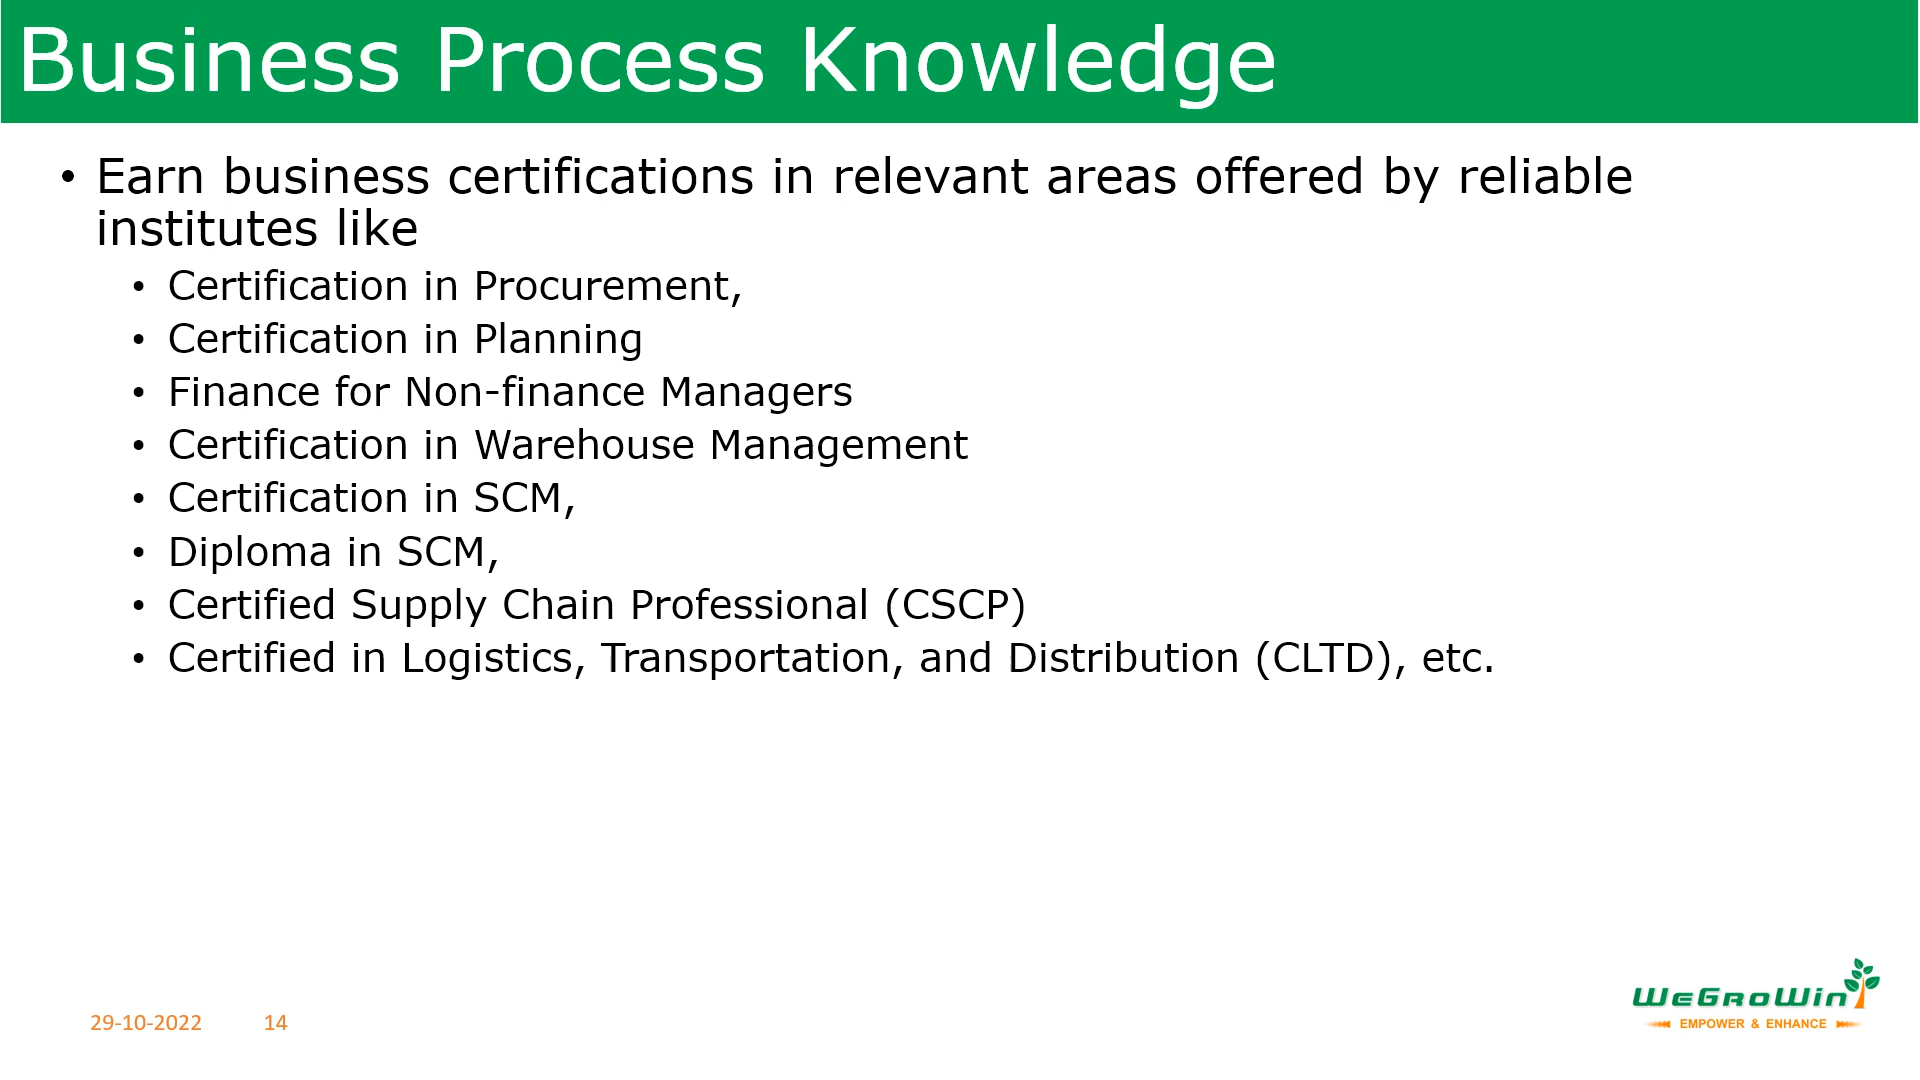 Business Process Knowledge
• Earn business certifications in relevant areas offered by reliable
institutes like
• Certification in Procurement,
• Certification in Planning
• Finance for Non-finance Managers
• Certification in Warehouse Management
• Certification in SCM,
• Diploma in SCM,
• Certified Supply Chain Professional (CSCP)
• Certified in Logistics, Transportation, and Distribution (CLTD), etc.
29-10-2022 14
WeGroWin
EMPOWER & ENHANCE